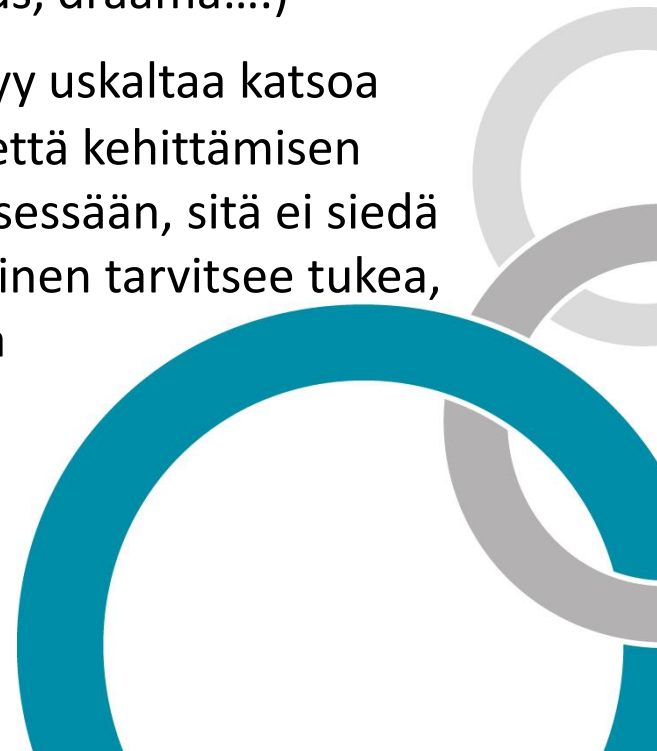 us, draama….)
yy uskaltaa katsoa
että kehittämisen
sessään, sitä ei siedä
inen tarvitsee tukea,